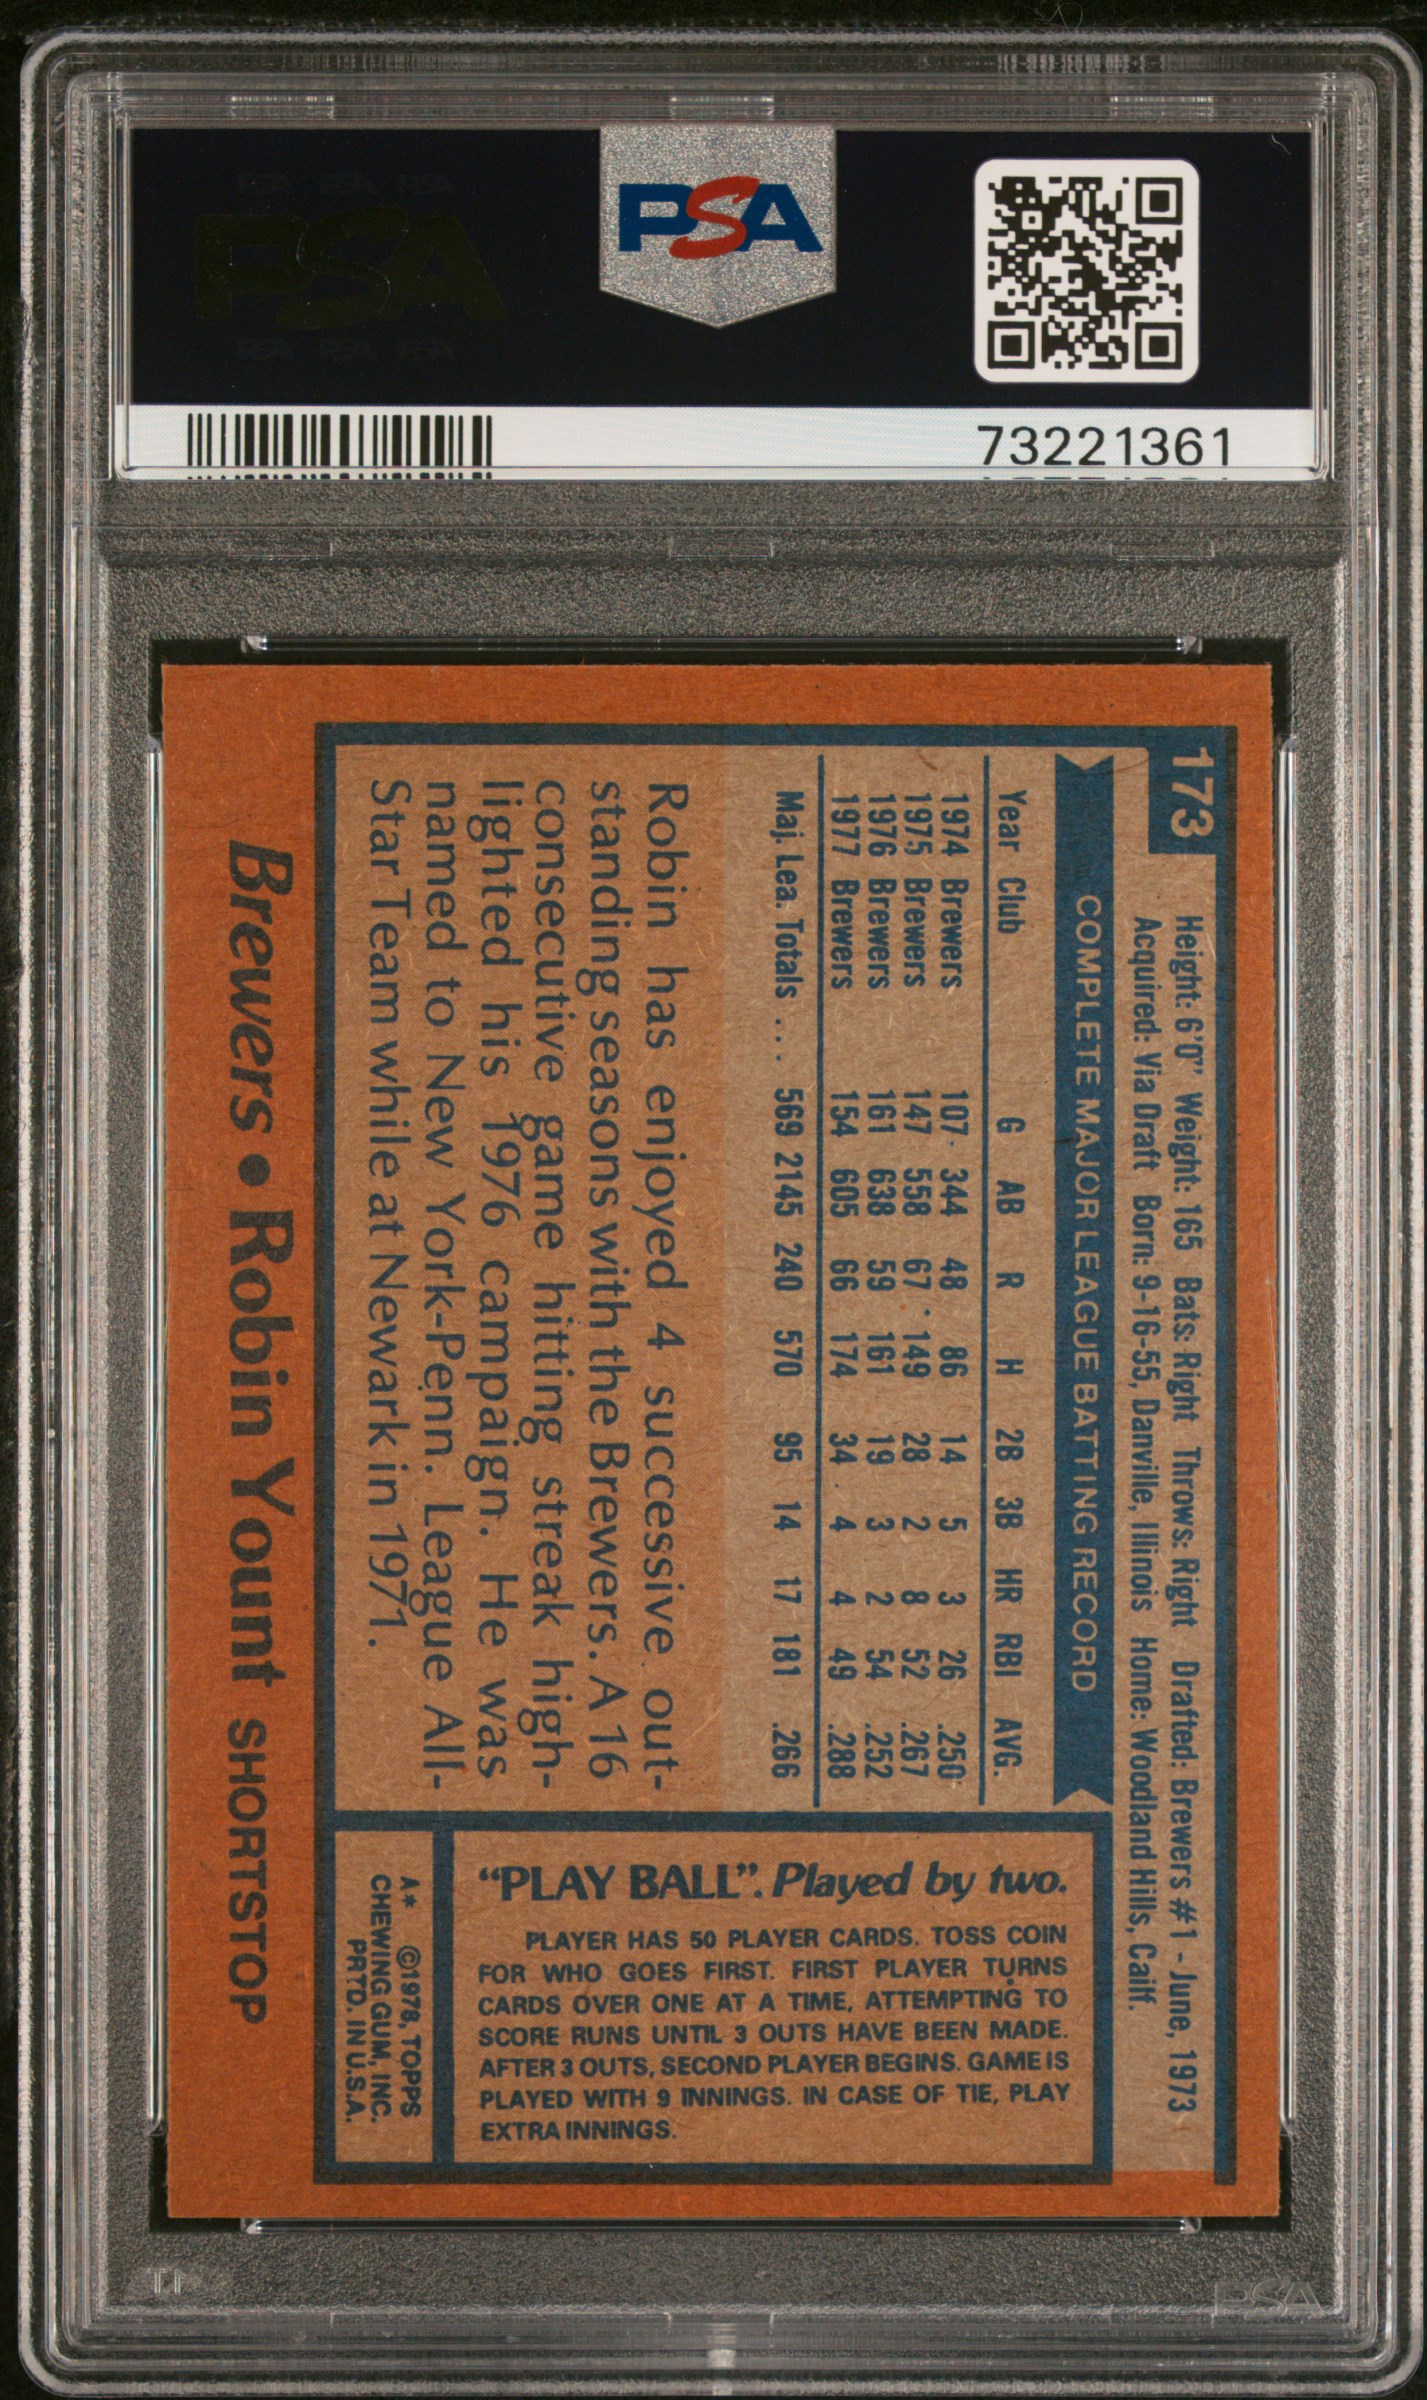 PSA
73221361
173
Height: 6'0" Weight: 165 Bats: Right Throws: Right Drafted: Brewers #1 - June, 1973
Acquired: Via Draft Born: 9-16-55, Danville, Illinois Home: Woodland Hills, Calif.
COMPLETE MAJOR LEAGUE BATTING RECORD
Year Club G AB R H 2B 3B HR RBI AVG.
1974 Brewers 107 344 48 86 14 5 3 26 .250
1975 Brewers 147 558 67 149 28 2 8 52 .267
1976 Brewers 161 638 59 161 19 3 2 54 .252
1977 Brewers 154 605 66 174 34 4 4 49 .288
Maj. Lea. Totals ... 569 2145 240 570 95 14 17 181 .266
Robin has enjoyed 4 successive out-
standing seasons with the Brewers. A 16
consecutive game hitting streak high-
lighted his 1976 campaign. He was
named to New York-Penn. League All-
Star Team while at Newark in 1971.
"PLAY BALL". Played by two.
PLAYER HAS 50 PLAYER CARDS. TOSS COIN
FOR WHO GOES FIRST. FIRST PLAYER TURNS
CARDS OVER ONE AT A TIME, ATTEMPTING TO
SCORE RUNS UNTIL 3 OUTS HAVE BEEN MADE.
AFTER 3 OUTS, SECOND PLAYER BEGINS. GAME IS
PLAYED WITH 9 INNINGS. IN CASE OF TIE, PLAY
EXTRA INNINGS.
A* ©1978, TOPPS
CHEWING GUM, INC.
PRTD. IN U.S.A.
Brewers • Robin Yount SHORTSTOP
PSA